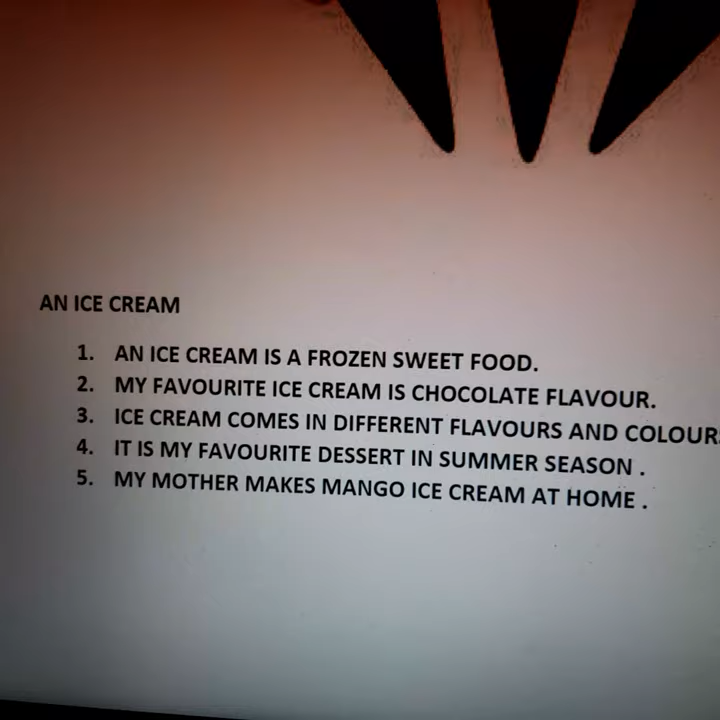 AN ICE CREAM
1. AN ICE CREAM IS A FROZEN SWEET FOOD.
2. MY FAVOURITE ICE CREAM IS CHOCOLATE FLAVOUR.
3. ICE CREAM COMES IN DIFFERENT FLAVOURS AND COLOURS
4. IT IS MY FAVOURITE DESSERT IN SUMMER SEASON .
5. MY MOTHER MAKES MANGO ICE CREAM AT HOME .